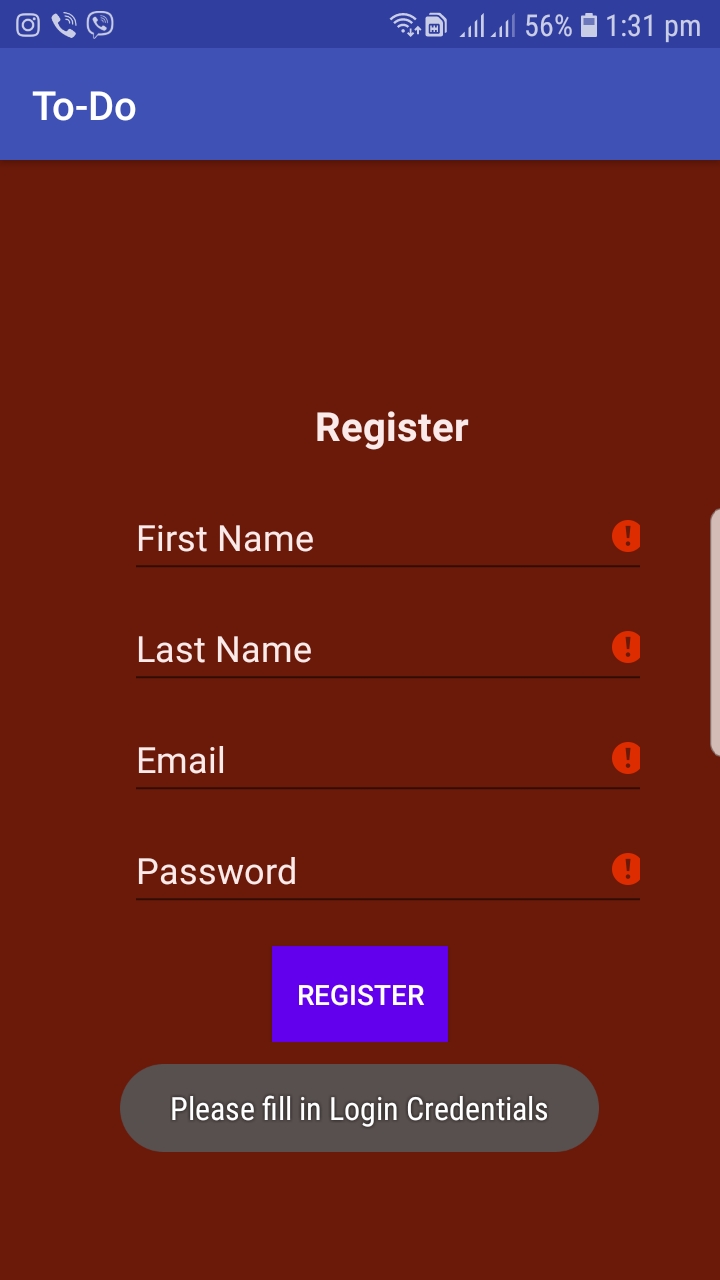 56% 1:31 pm
To-Do
Register
First Name
Last Name
Email
Password
REGISTER
Please fill in Login Credentials